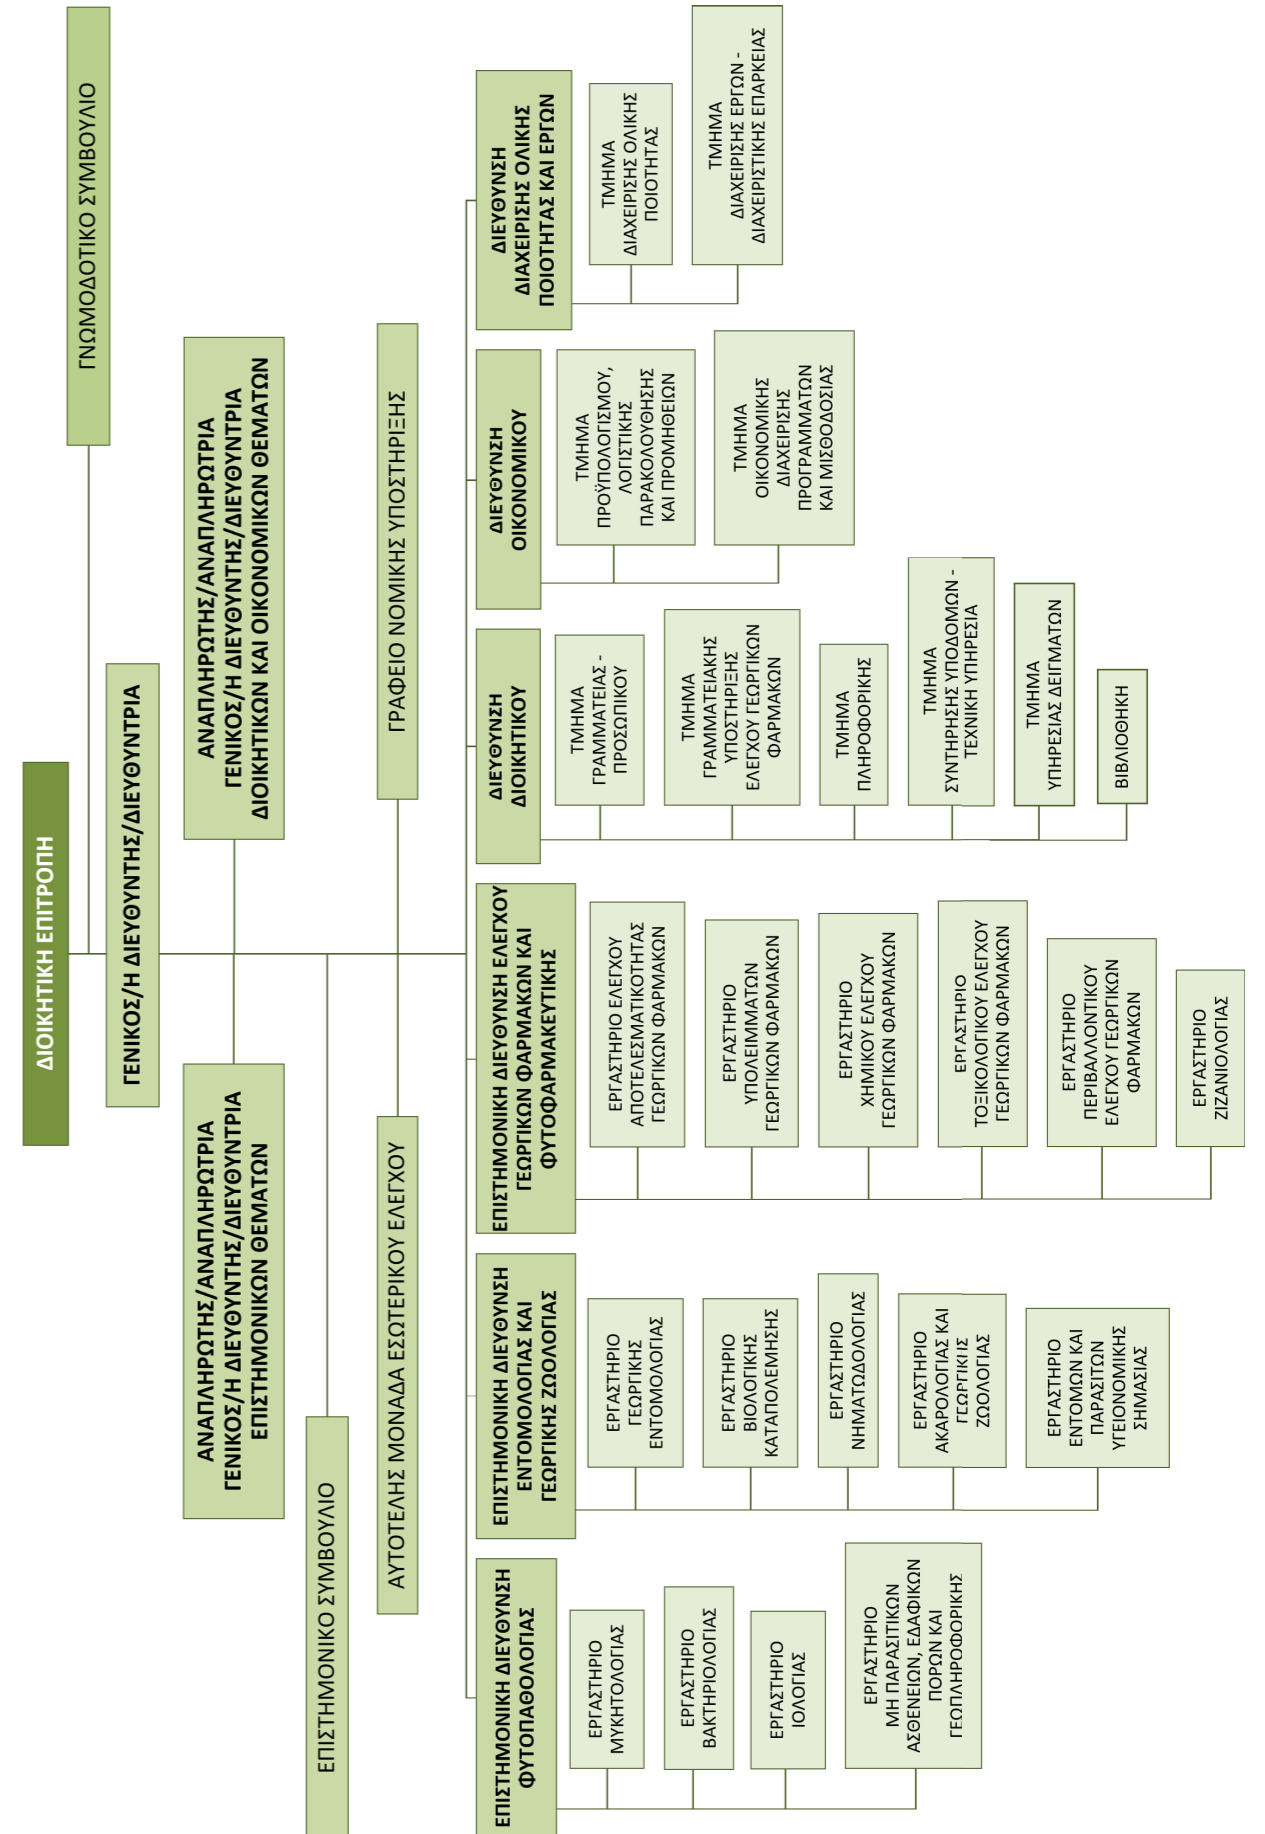 ΔΙΟΙΚΗΤΙΚΗ ΕΠΙΤΡΟΠΗ
ΓΝΩΜΟΔΟΤΙΚΟ ΣΥΜΒΟΥΛΙΟ
ΓΕΝΙΚΟΣ/Η ΔΙΕΥΘΥΝΤΗΣ/ΔΙΕΥΘΥΝΤΡΙΑ
ΑΝΑΠΛΗΡΩΤΗΣ/ΑΝΑΠΛΗΡΩΤΡΙΑ
ΓΕΝΙΚΟΣ/Η ΔΙΕΥΘΥΝΤΗΣ/ΔΙΕΥΘΥΝΤΡΙΑ
ΕΠΙΣΤΗΜΟΝΙΚΩΝ ΘΕΜΑΤΩΝ
ΑΝΑΠΛΗΡΩΤΗΣ/ΑΝΑΠΛΗΡΩΤΡΙΑ
ΓΕΝΙΚΟΣ/Η ΔΙΕΥΘΥΝΤΗΣ/ΔΙΕΥΘΥΝΤΡΙΑ
ΔΙΟΙΚΗΤΙΚΩΝ ΚΑΙ ΟΙΚΟΝΟΜΙΚΩΝ ΘΕΜΑΤΩΝ
ΕΠΙΣΤΗΜΟΝΙΚΟ ΣΥΜΒΟΥΛΙΟ
ΑΥΤΟΤΕΛΗΣ ΜΟΝΑΔΑ ΕΣΩΤΕΡΙΚΟΥ ΕΛΕΓΧΟΥ
ΓΡΑΦΕΙΟ ΝΟΜΙΚΗΣ ΥΠΟΣΤΗΡΙΞΗΣ
ΕΠΙΣΤΗΜΟΝΙΚΗ ΔΙΕΥΘΥΝΣΗ
ΦΥΤΟΠΑΘΟΛΟΓΙΑΣ
ΕΡΓΑΣΤΗΡΙΟ
ΜΥΚΗΤΟΛΟΓΙΑΣ
ΕΡΓΑΣΤΗΡΙΟ
ΒΑΚΤΗΡΙΟΛΟΓΙΑΣ
ΕΡΓΑΣΤΗΡΙΟ
ΙΟΛΟΓΙΑΣ
ΕΡΓΑΣΤΗΡΙΟ
ΜΗ ΠΑΡΑΣΙΤΙΚΩΝ
ΑΣΘΕΝΕΙΩΝ, ΕΔΑΦΙΚΩΝ
ΠΟΡΩΝ ΚΑΙ
ΓΕΩΠΛΗΡΟΦΟΡΙΚΗΣ
ΕΠΙΣΤΗΜΟΝΙΚΗ ΔΙΕΥΘΥΝΣΗ
ΕΝΤΟΜΟΛΟΓΙΑΣ ΚΑΙ
ΓΕΩΡΓΙΚΗΣ ΖΩΟΛΟΓΙΑΣ
ΕΡΓΑΣΤΗΡΙΟ
ΓΕΩΡΓΙΚΗΣ
ΕΝΤΟΜΟΛΟΓΙΑΣ
ΕΡΓΑΣΤΗΡΙΟ
ΒΙΟΛΟΓΙΚΗΣ
ΚΑΤΑΠΟΛΕΜΗΣΗΣ
ΕΡΓΑΣΤΗΡΙΟ
ΝΗΜΑΤΩΔΟΛΟΓΙΑΣ
ΕΡΓΑΣΤΗΡΙΟ
ΑΚΑΡΟΛΟΓΙΑΣ ΚΑΙ
ΓΕΩΡΓΙΚΗΣ
ΖΩΟΛΟΓΙΑΣ
ΕΡΓΑΣΤΗΡΙΟ
ΕΝΤΟΜΩΝ ΚΑΙ
ΠΑΡΑΣΙΤΩΝ
ΥΓΕΙΟΝΟΜΙΚΗΣ
ΣΗΜΑΣΙΑΣ
ΕΠΙΣΤΗΜΟΝΙΚΗ ΔΙΕΥΘΥΝΣΗ ΕΛΕΓΧΟΥ
ΓΕΩΡΓΙΚΩΝ ΦΑΡΜΑΚΩΝ ΚΑΙ
ΦΥΤΟΦΑΡΜΑΚΕΥΤΙΚΗΣ
ΕΡΓΑΣΤΗΡΙΟ ΕΛΕΓΧΟΥ
ΑΠΟΤΕΛΕΣΜΑΤΙΚΟΤΗΤΑΣ
ΓΕΩΡΓΙΚΩΝ ΦΑΡΜΑΚΩΝ
ΕΡΓΑΣΤΗΡΙΟ
ΥΠΟΛΕΙΜΜΑΤΩΝ
ΓΕΩΡΓΙΚΩΝ ΦΑΡΜΑΚΩΝ
ΕΡΓΑΣΤΗΡΙΟ
ΧΗΜΙΚΟΥ ΕΛΕΓΧΟΥ
ΓΕΩΡΓΙΚΩΝ ΦΑΡΜΑΚΩΝ
ΕΡΓΑΣΤΗΡΙΟ
ΤΟΞΙΚΟΛΟΓΙΚΟΥ ΕΛΕΓΧΟΥ
ΓΕΩΡΓΙΚΩΝ ΦΑΡΜΑΚΩΝ
ΕΡΓΑΣΤΗΡΙΟ
ΠΕΡΙΒΑΛΛΟΝΤΙΚΟΥ
ΕΛΕΓΧΟΥ ΓΕΩΡΓΙΚΩΝ
ΦΑΡΜΑΚΩΝ
ΕΡΓΑΣΤΗΡΙΟ
ΖΙΖΑΝΙΟΛΟΓΙΑΣ
ΔΙΕΥΘΥΝΣΗ
ΔΙΟΙΚΗΤΙΚΟΥ
ΤΜΗΜΑ
ΓΡΑΜΜΑΤΕΙΑΣ -
ΠΡΟΣΩΠΙΚΟΥ
ΤΜΗΜΑ
ΓΡΑΜΜΑΤΕΙΑΚΗΣ
ΥΠΟΣΤΗΡΙΞΗΣ
ΕΛΕΓΧΟΥ ΓΕΩΡΓΙΚΩΝ
ΦΑΡΜΑΚΩΝ
ΤΜΗΜΑ
ΠΛΗΡΟΦΟΡΙΚΗΣ
ΤΜΗΜΑ
ΣΥΝΤΗΡΗΣΗΣ ΥΠΟΔΟΜΩΝ -
ΤΕΧΝΙΚΗ ΥΠΗΡΕΣΙΑ
ΤΜΗΜΑ
ΥΠΗΡΕΣΙΑΣ ΔΕΙΓΜΑΤΩΝ
ΒΙΒΛΙΟΘΗΚΗ
ΔΙΕΥΘΥΝΣΗ
ΟΙΚΟΝΟΜΙΚΟΥ
ΤΜΗΜΑ
ΠΡΟΫΠΟΛΟΓΙΣΜΟΥ,
ΛΟΓΙΣΤΙΚΗΣ
ΠΑΡΑΚΟΛΟΥΘΗΣΗΣ
ΚΑΙ ΠΡΟΜΗΘΕΙΩΝ
ΤΜΗΜΑ
ΟΙΚΟΝΟΜΙΚΗΣ
ΔΙΑΧΕΙΡΙΣΗΣ
ΠΡΟΓΡΑΜΜΑΤΩΝ
ΚΑΙ ΜΙΣΘΟΔΟΣΙΑΣ
ΔΙΕΥΘΥΝΣΗ
ΔΙΑΧΕΙΡΙΣΗΣ ΟΛΙΚΗΣ
ΠΟΙΟΤΗΤΑΣ ΚΑΙ ΕΡΓΩΝ
ΤΜΗΜΑ
ΔΙΑΧΕΙΡΙΣΗΣ ΟΛΙΚΗΣ
ΠΟΙΟΤΗΤΑΣ
ΤΜΗΜΑ
ΔΙΑΧΕΙΡΙΣΗΣ ΕΡΓΩΝ -
ΔΙΑΧΕΙΡΙΣΤΙΚΗΣ ΕΠΑΡΚΕΙΑΣ